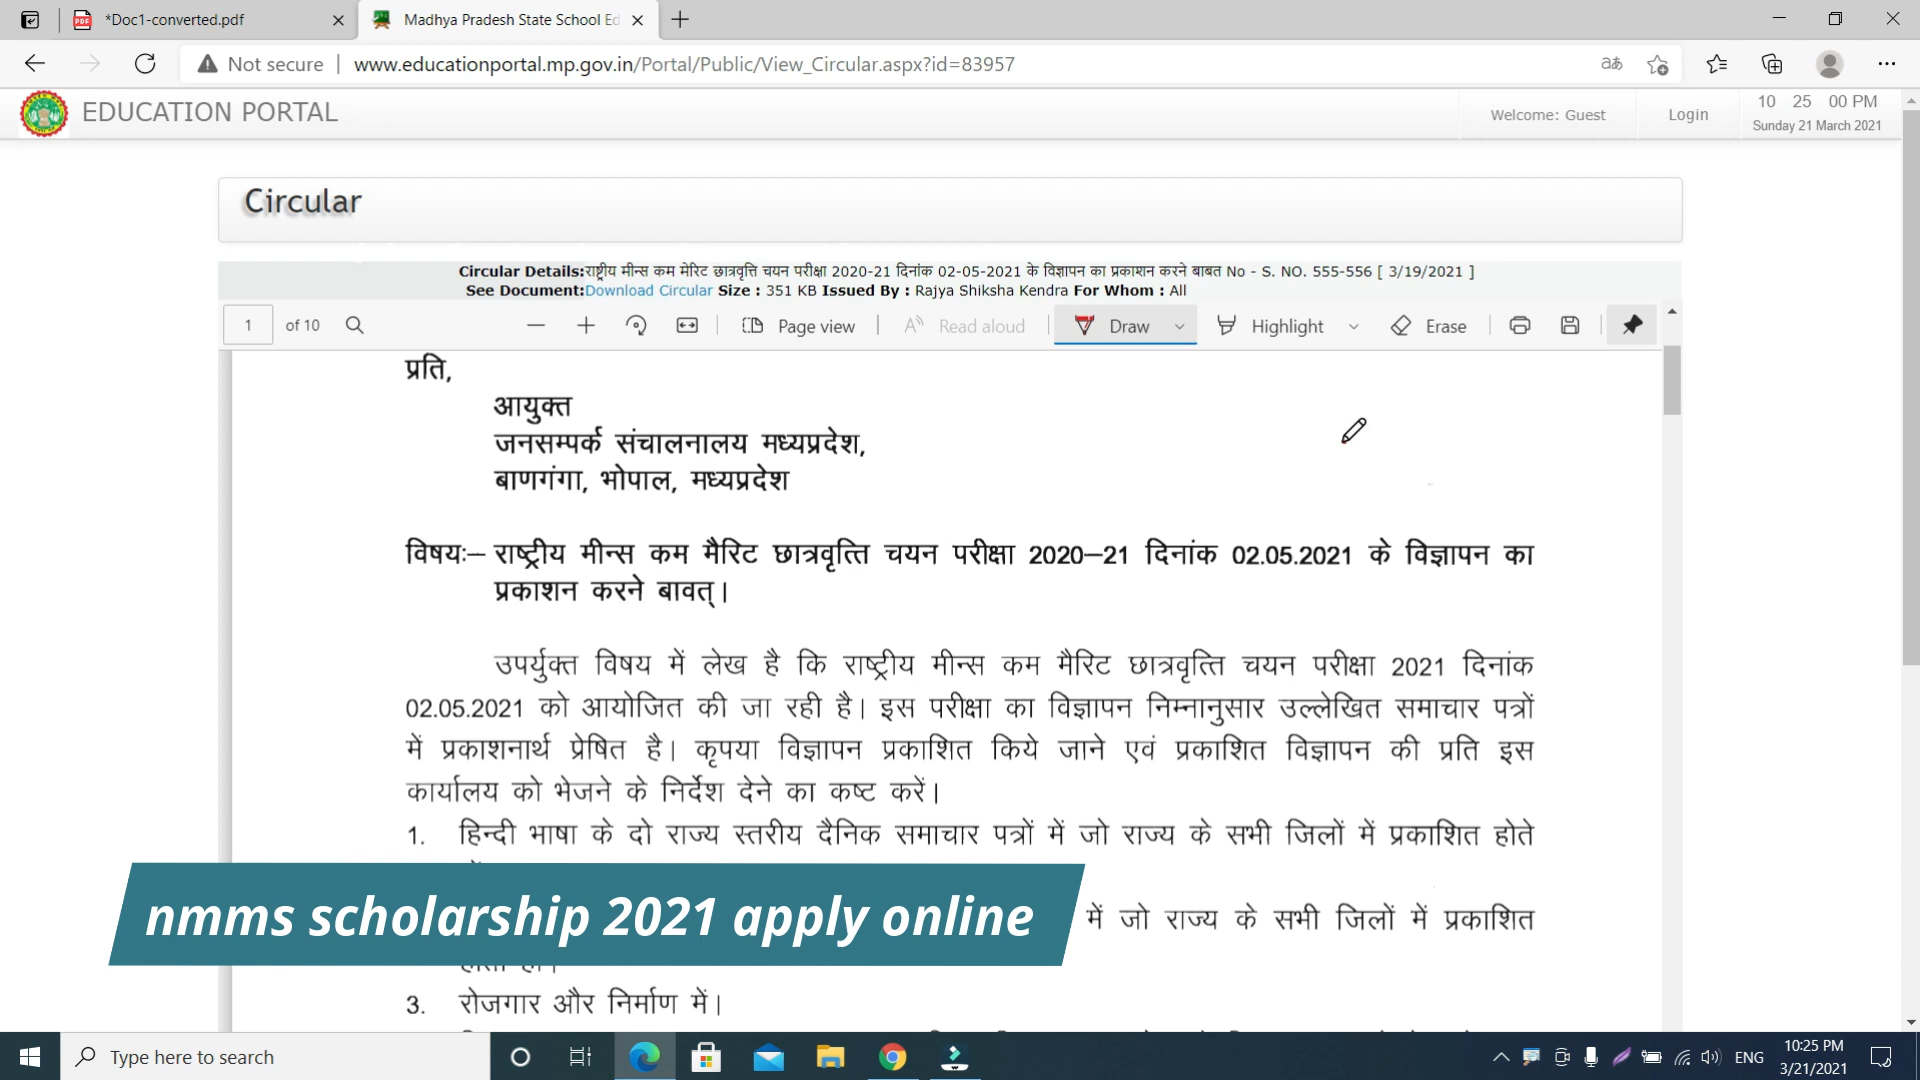 *Doc1-converted.pdf
Madhya Pradesh State School Ed
Not secure | www.educationportal.mp.gov.in/Portal/Public/View_Circular.aspx?id=83957
EDUCATION PORTAL
Welcome: Guest
Login
10 25 00 PM
Sunday 21 March 2021
Circular
Circular Details:राष्ट्रीय मीन्स कम मेरिट छात्रवृत्ति चयन परीक्षा 2020-21 दिनांक 02-05-2021 के विज्ञापन का प्रकाशन करने बाबत No - S. NO. 555-556 [ 3/19/2021 ]
See Document:Download Circular Size : 351 KB Issued By : Rajya Shiksha Kendra For Whom : All
1 of 10 Page view Read aloud Draw Highlight Erase
प्रति,
आयुक्त
जनसम्पर्क संचालनालय मध्यप्रदेश,
बाणगंगा, भोपाल, मध्यप्रदेश
विषयः— राष्ट्रीय मीन्स कम मैरिट छात्रवृत्ति चयन परीक्षा 2020—21 दिनांक 02.05.2021 के विज्ञापन का
प्रकाशन करने बावत्।
उपर्युक्त विषय में लेख है कि राष्ट्रीय मीन्स कम मैरिट छात्रवृत्ति चयन परीक्षा 2021 दिनांक
02.05.2021 को आयोजित की जा रही है। इस परीक्षा का विज्ञापन निम्नानुसार उल्लेखित समाचार पत्रों
में प्रकाशनार्थ प्रेषित है। कृपया विज्ञापन प्रकाशित किये जाने एवं प्रकाशित विज्ञापन की प्रति इस
कार्यालय को भेजने के निर्देश देने का कष्ट करें।
1. हिन्दी भाषा के दो राज्य स्तरीय दैनिक समाचार पत्रों में जो राज्य के सभी जिलों में प्रकाशित होते
nmms scholarship 2021 apply online
में जो राज्य के सभी जिलों में प्रकाशित
3. रोजगार और निर्माण में।
Type here to search
ENG
10:25 PM
3/21/2021